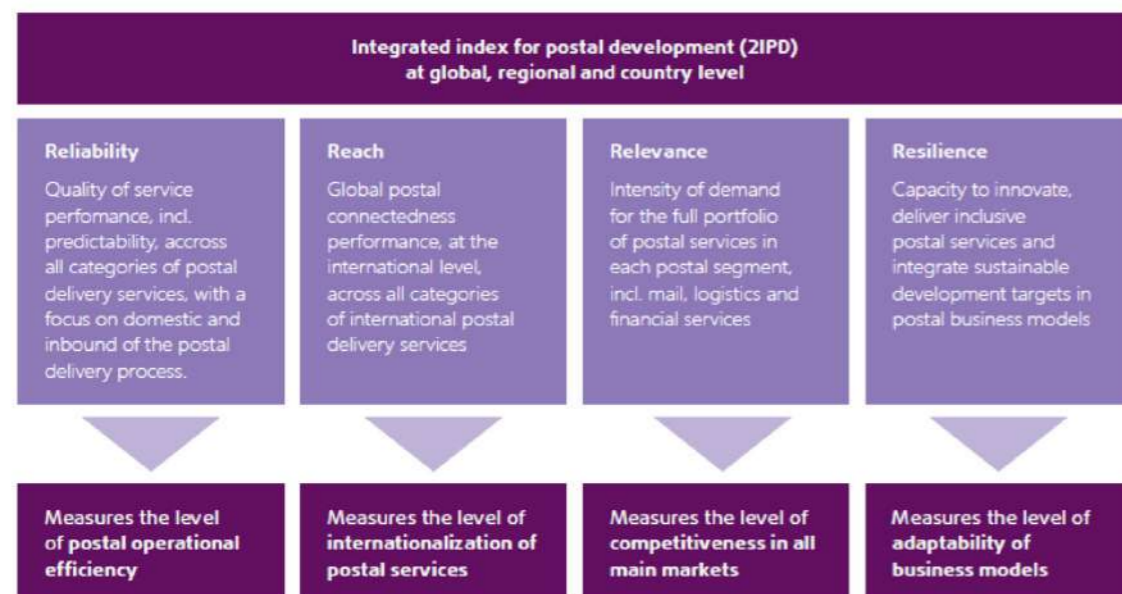 Integrated index for postal development (2IPD)
at global, regional and country level
Reliability
Quality of service
perfomance, incl.
predictability, accross
all categories of postal
delivery services, with a
focus on domestic and
inbound of the postal
delivery process.
Reach
Global postal
connectedness
performance, at the
international level,
across all categories
of international postal
delivery services
Relevance
Intensity of demand
for the full portfolio
of postal services in
each postal segment,
incl. mail, logistics and
financial services
Resilience
Capacity to innovate,
deliver inclusive
postal services and
integrate sustainable
development targets in
postal business models
Measures the level
of postal operational
efficiency
Measures the level of
internationalization of
postal services
Measures the level of
competitiveness in all
main markets
Measures the level of
adaptability of
business models